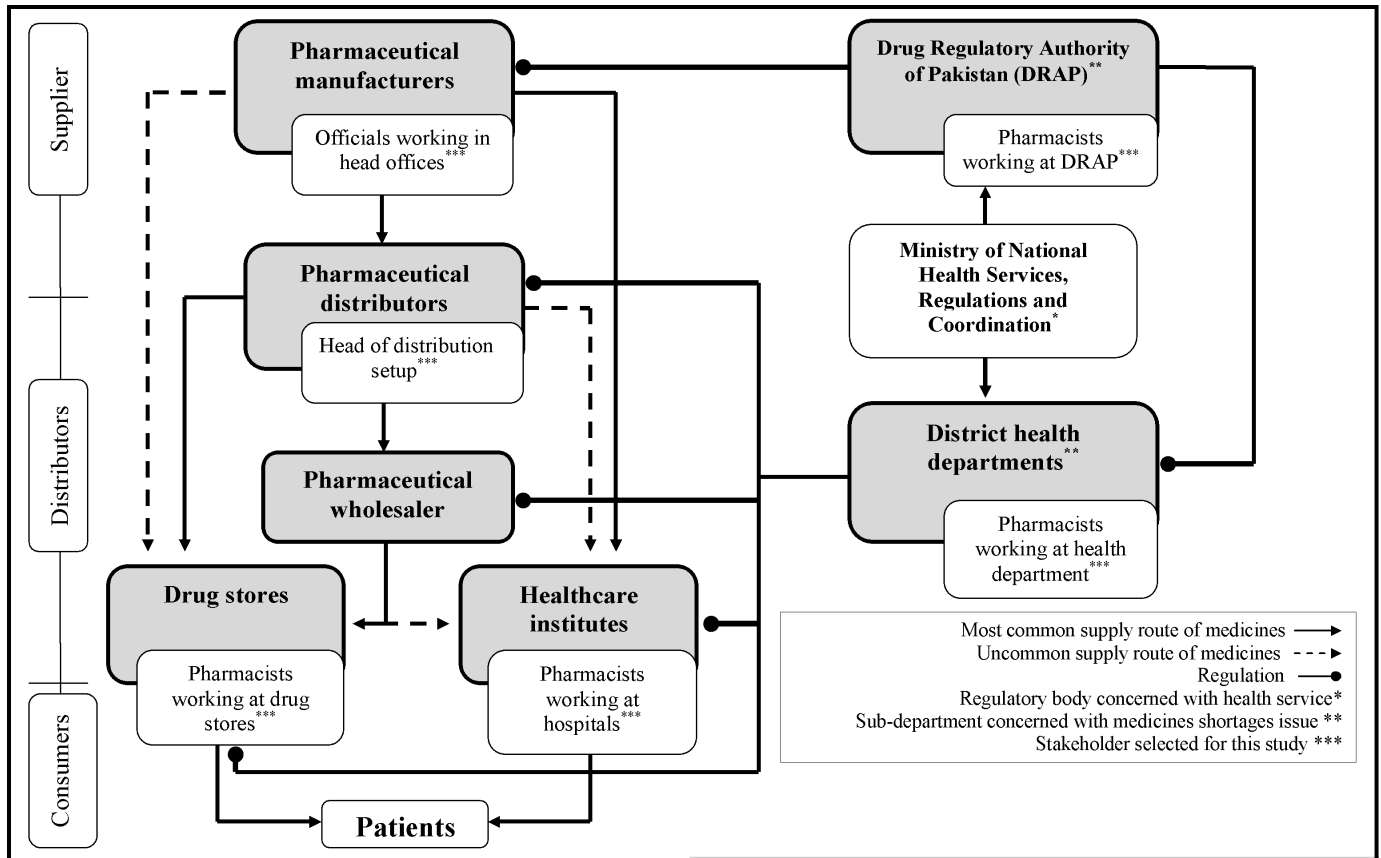 Supplier
Distributors
Consumers
Pharmaceutical
manufacturers
Officials working in
head offices***
Pharmaceutical
distributors
Head of distribution
setup***
Pharmaceutical
wholesaler
Drug stores
Pharmacists
working at drug
stores***
Healthcare
institutes
Pharmacists
working at
hospitals***
Patients
Drug Regulatory Authority
of Pakistan (DRAP)**
Pharmacists
working at DRAP***
Ministry of National
Health Services,
Regulations and
Coordination*
District health
departments**
Pharmacists
working at health
department***
Most common supply route of medicines
Uncommon supply route of medicines
Regulation
Regulatory body concerned with health service*
Sub-department concerned with medicines shortages issue **
Stakeholder selected for this study ***